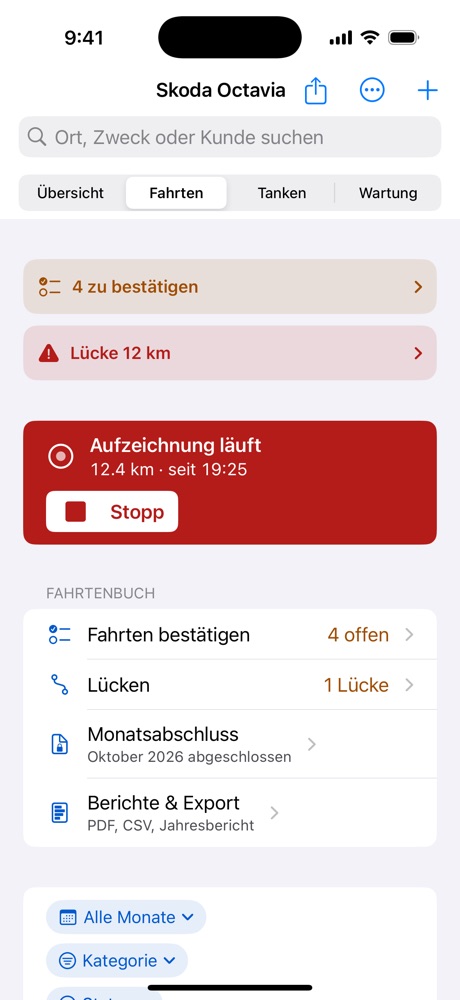 9:41
Skoda Octavia
Ort, Zweck oder Kunde suchen
Übersicht
Fahrten
Tanken
Wartung
4 zu bestätigen
Lücke 12 km
Aufzeichnung läuft
12.4 km · seit 19:25
Stopp
FAHRTENBUCH
Fahrten bestätigen 4 offen
Lücken 1 Lücke
Monatsabschluss
Oktober 2026 abgeschlossen
Berichte & Export
PDF, CSV, Jahresbericht
Alle Monate
Kategorie